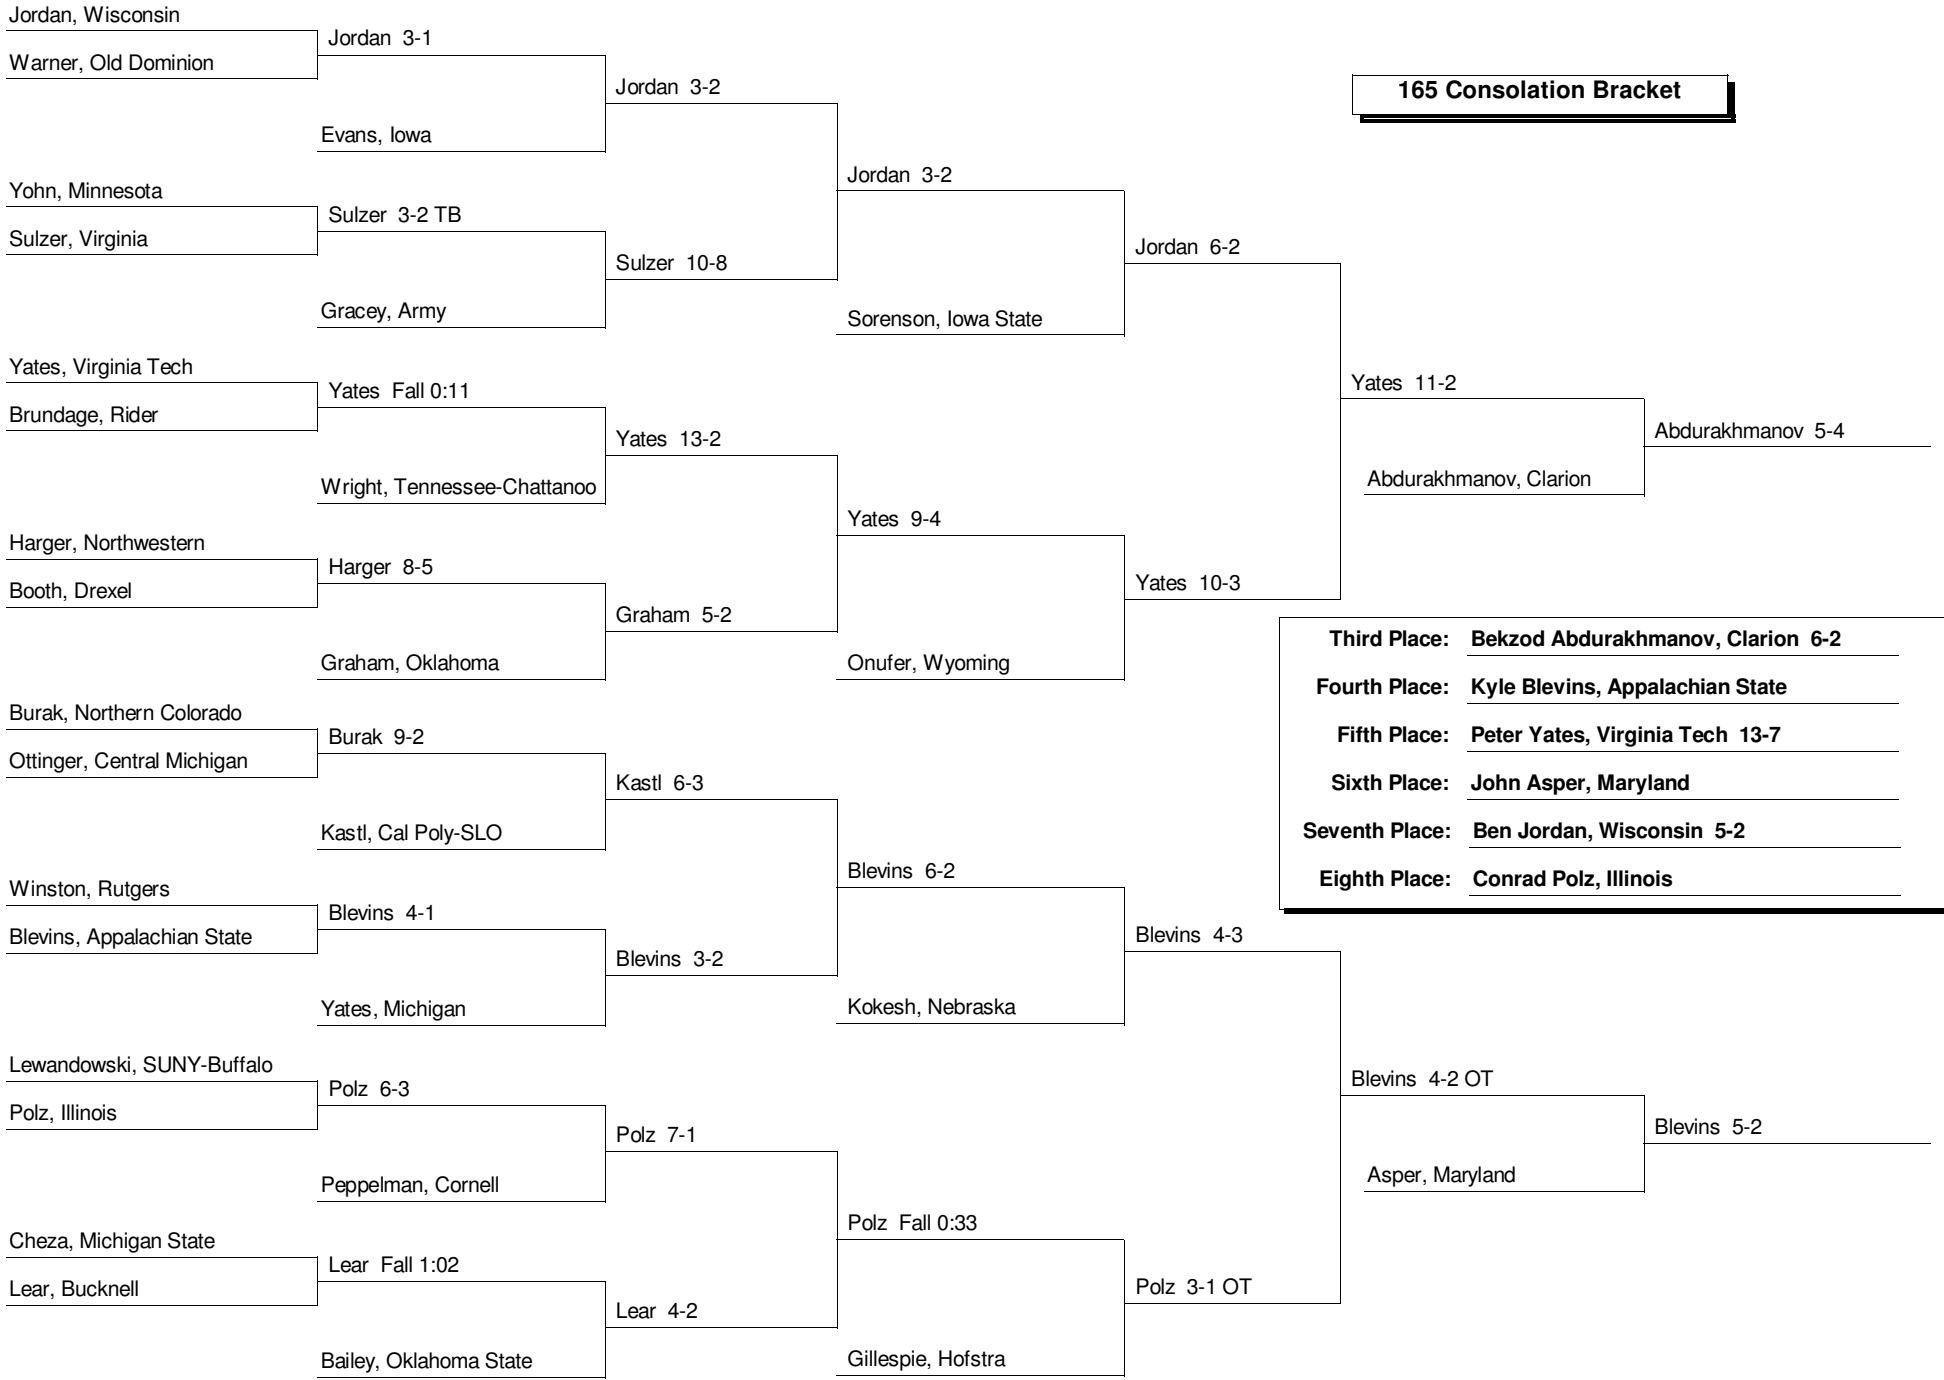 Jordan, Wisconsin
Warner, Old Dominion
Yohn, Minnesota
Sulzer, Virginia
Yates, Virginia Tech
Brundage, Rider
Harger, Northwestern
Booth, Drexel
Burak, Northern Colorado
Ottinger, Central Michigan
Winston, Rutgers
Blevins, Appalachian State
Lewandowski, SUNY-Buffalo
Polz, Illinois
Cheza, Michigan State
Lear, Bucknell
Jordan 3-1
Evans, Iowa
Sulzer 3-2 TB
Gracey, Army
Yates Fall 0:11
Wright, Tennessee-Chattanoo
Harger 8-5
Graham, Oklahoma
Burak 9-2
Kastl, Cal Poly-SLO
Blevins 4-1
Yates, Michigan
Polz 6-3
Peppelman, Cornell
Lear Fall 1:02
Bailey, Oklahoma State
Jordan 3-2
Sulzer 10-8
Yates 13-2
Graham 5-2
Kastl 6-3
Blevins 3-2
Polz 7-1
Lear 4-2
Jordan 3-2
Sorenson, Iowa State
Yates 9-4
Onufer, Wyoming
Blevins 6-2
Kokesh, Nebraska
Polz Fall 0:33
Gillespie, Hofstra
Jordan 6-2
Yates 10-3
Blevins 4-3
Polz 3-1 OT
165 Consolation Bracket
Yates 11-2
Abdurakhmanov, Clarion
Abdurakhmanov 5-4
Third Place: Bekzod Abdurakhmanov, Clarion 6-2
Fourth Place: Kyle Blevins, Appalachian State
Fifth Place: Peter Yates, Virginia Tech 13-7
Sixth Place: John Asper, Maryland
Seventh Place: Ben Jordan, Wisconsin 5-2
Eighth Place: Conrad Polz, Illinois
Blevins 4-2 OT
Asper, Maryland
Blevins 5-2